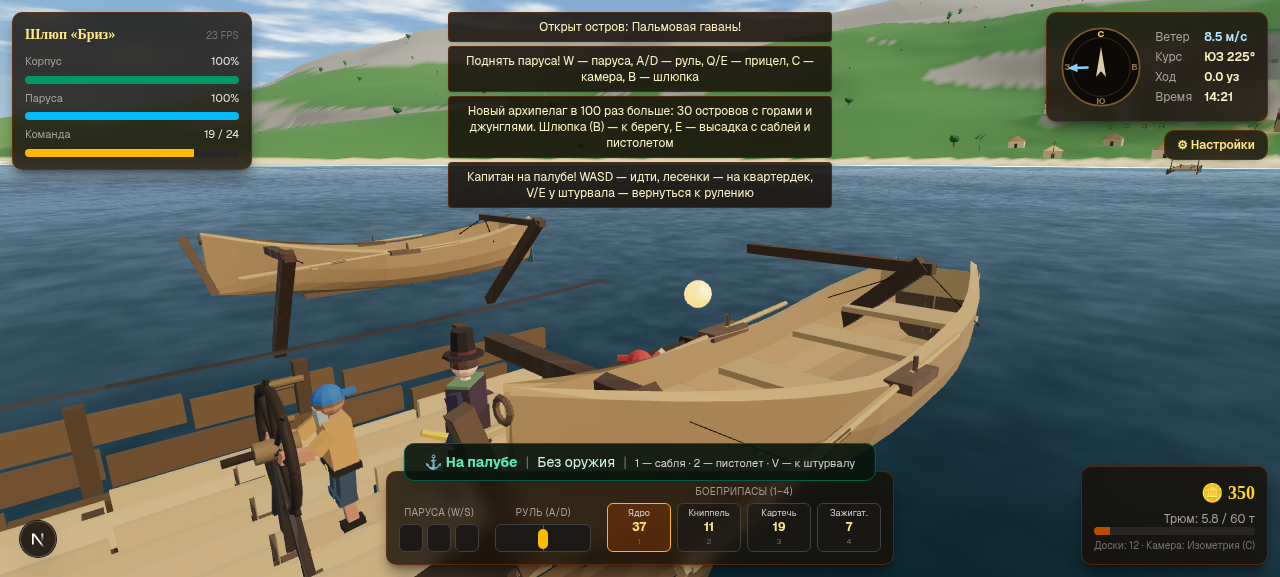 Шлюп «Бриз»
23 FPS
Корпус 100%
Паруса 100%
Команда 19 / 24
Открыт остров: Пальмовая гавань!
Поднять паруса! W — паруса, A/D — руль, Q/E — прицел, C —
камера, B — шлюпка
Новый архипелаг в 100 раз больше: 30 островов с горами и
джунглями. Шлюпка (B) — к берегу, E — высадка с саблей и
пистолетом
Капитан на палубе! WASD — идти, лесенки — на квартердек,
V/E у штурвала — вернуться к рулению
С
З
В
Ю
Ветер 8.5 м/с
Курс ЮЗ 225°
Ход 0.0 уз
Время 14:21
⚙ Настройки
⚓ На палубе | Без оружия | 1 — сабля · 2 — пистолет · V — к штурвалу
ПАРУСА (W/S)
РУЛЬ (A/D)
БОЕПРИПАСЫ (1–4)
Ядро
37
1
Книппель
11
2
Картечь
19
3
Зажигат.
7
4
350
Трюм: 5.8 / 60 т
Доски: 12 · Камера: Изометрия (C)
N